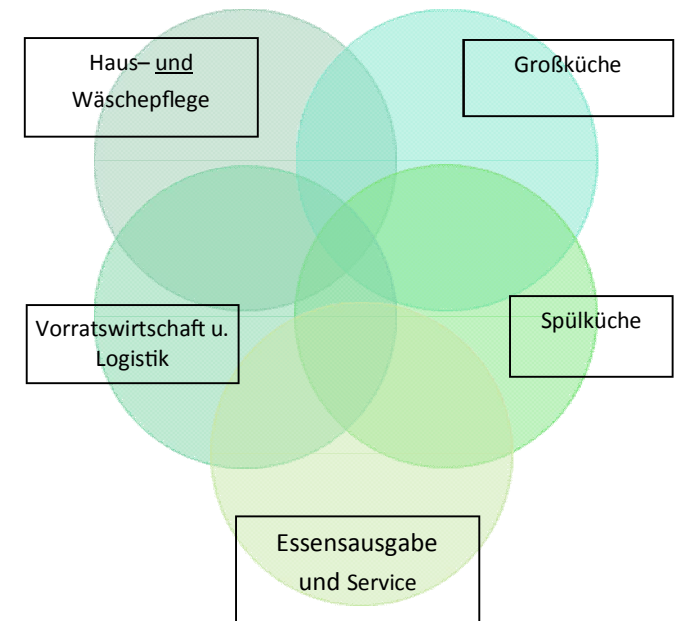 Haus– und
Wäschepflege
Großküche
Vorratswirtschaft u.
Logistik
Spülküche
Essensausgabe
und Service